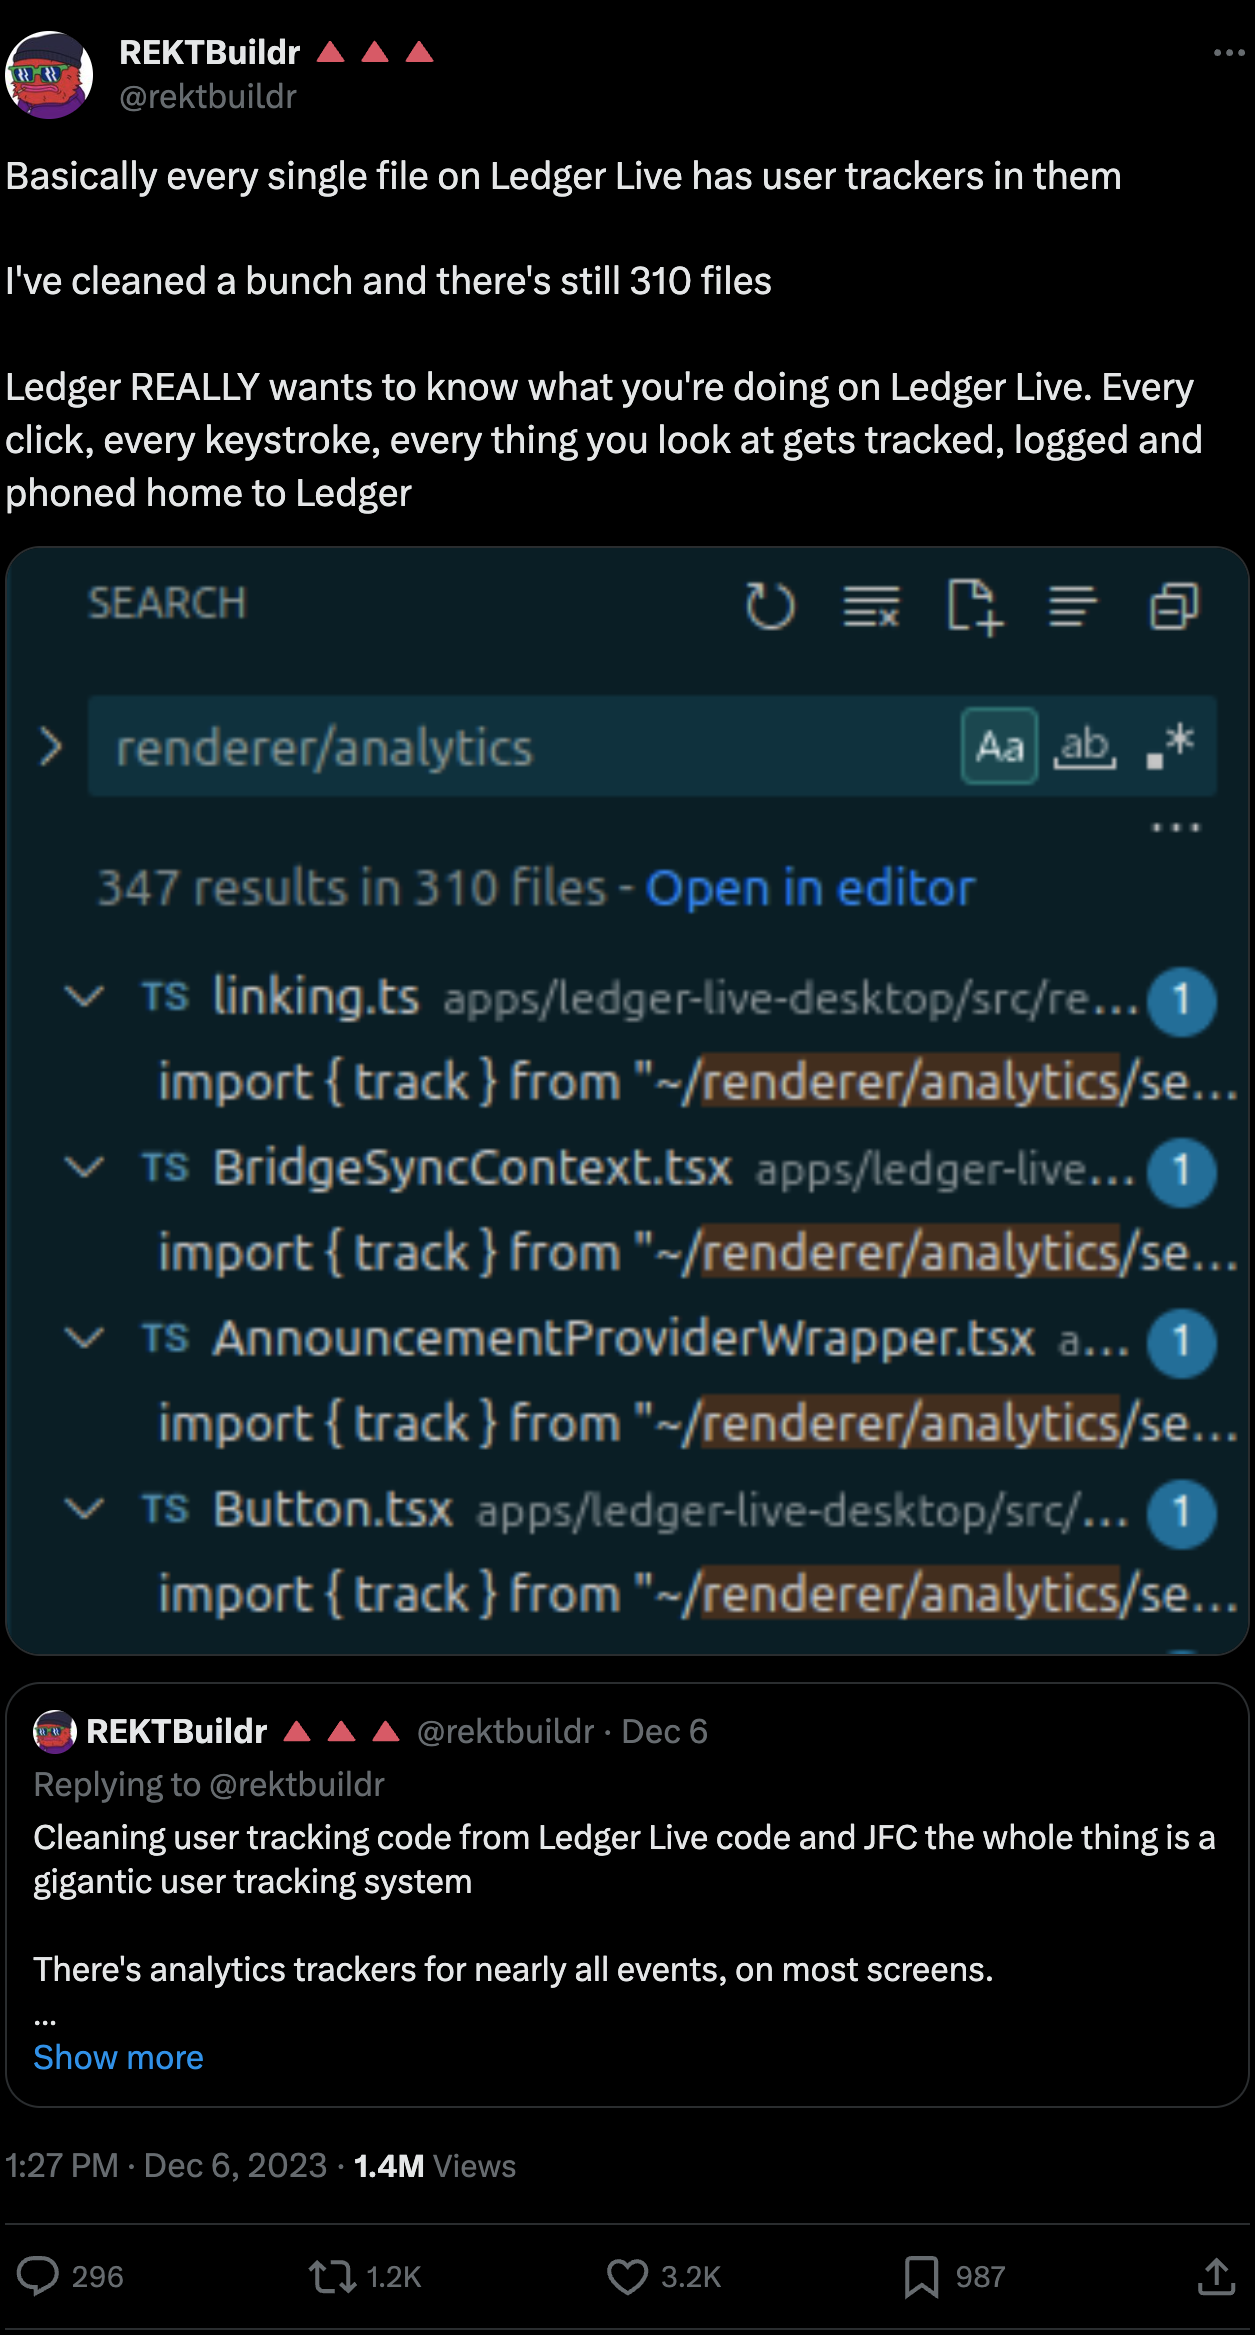 REKTBuildr 🔺 🔺 🔺
@rektbuildr
Basically every single file on Ledger Live has user trackers in them
I've cleaned a bunch and there's still 310 files
Ledger REALLY wants to know what you're doing on Ledger Live. Every
click, every keystroke, every thing you look at gets tracked, logged and
phoned home to Ledger
SEARCH
renderer/analytics Aa ab .*
...
347 results in 310 files - Open in editor
TS linking.ts apps/ledger-live-desktop/src/re... 1
import { track } from "~/renderer/analytics/se...
TS BridgeSyncContext.tsx apps/ledger-live... 1
import { track } from "~/renderer/analytics/se...
TS AnnouncementProviderWrapper.tsx a... 1
import { track } from "~/renderer/analytics/se...
TS Button.tsx apps/ledger-live-desktop/src/... 1
import { track } from "~/renderer/analytics/se...
REKTBuildr 🔺 🔺 🔺 @rektbuildr · Dec 6
Replying to @rektbuildr
Cleaning user tracking code from Ledger Live code and JFC the whole thing is a
gigantic user tracking system
There's analytics trackers for nearly all events, on most screens.
...
Show more
1:27 PM · Dec 6, 2023 · 1.4M Views
296 1.2K 3.2K 987